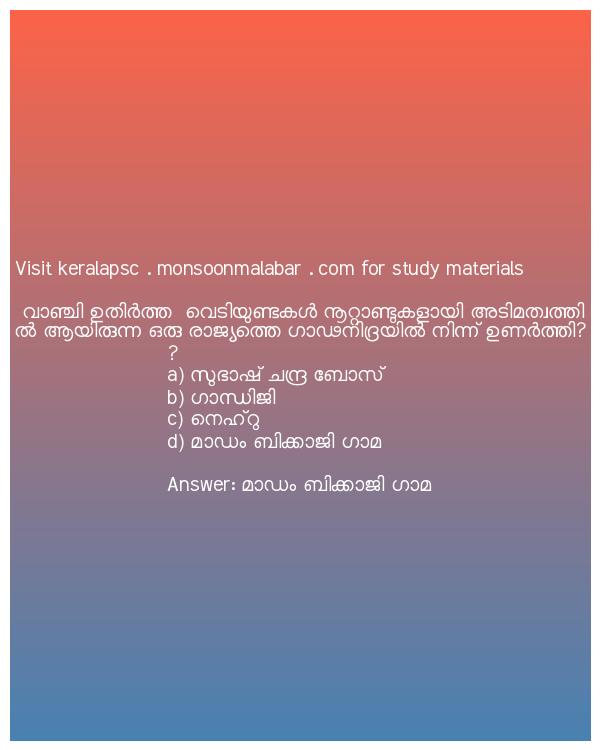 Visit keralapsc . monsoonmalabar . com for study materials
വാഞ്ചി ഉതിർത്ത വെടിയുണ്ടകൾ നൂറ്റാണ്ടുകളായി അടിമത്വത്തി
ൽ ആയിരുന്ന ഒരു രാജ്യത്തെ ഗാഢനിദ്രയിൽ നിന്ന് ഉണർത്തി?
?
a) സുഭാഷ് ചന്ദ്ര ബോസ്
b) ഗാന്ധിജി
c) നെഹ്റു
d) മാഡം ബിക്കാജി ഗാമ
Answer: മാഡം ബിക്കാജി ഗാമ